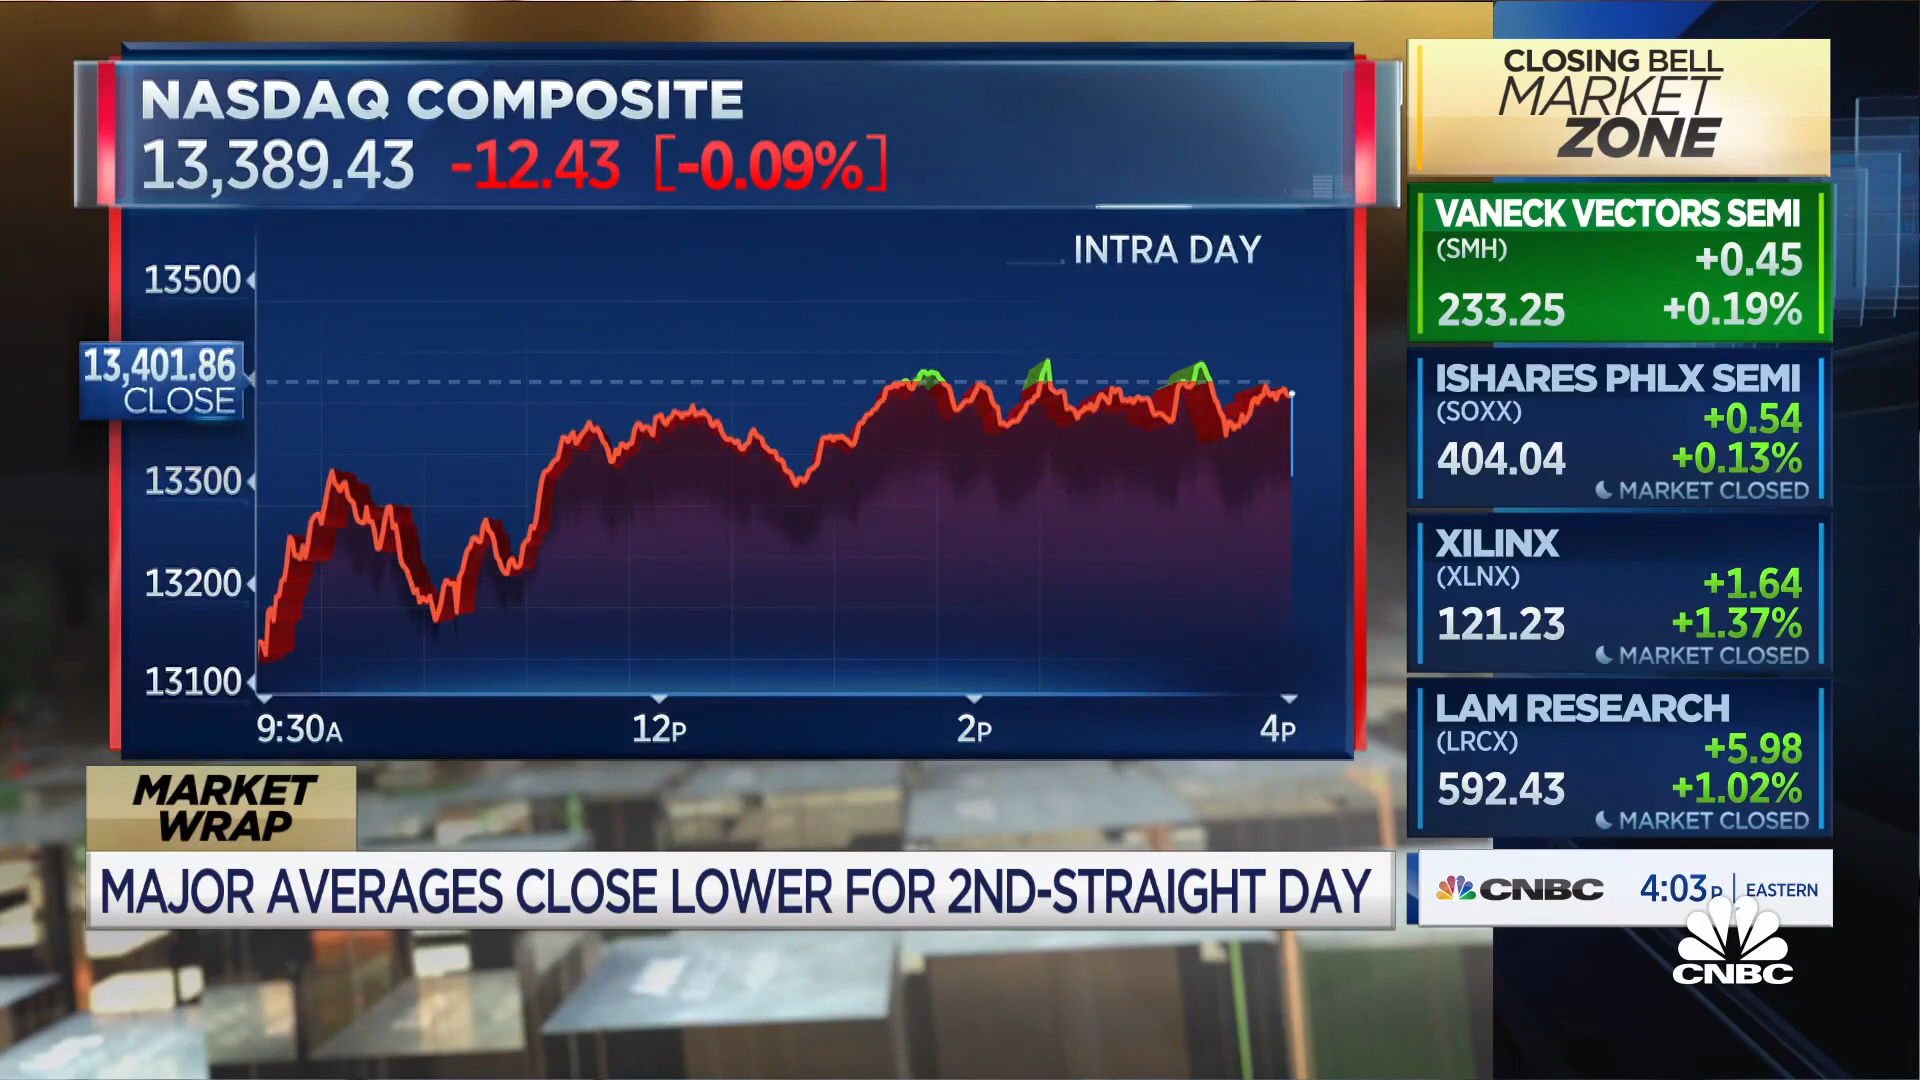 NASDAQ COMPOSITE
13,389.43 -12.43 [-0.09%]
INTRA DAY
13500
13,401.86
CLOSE
13300
13200
13100
9:30A 12P 2P 4P
MARKET
WRAP
MAJOR AVERAGES CLOSE LOWER FOR 2ND-STRAIGHT DAY
CLOSING BELL
MARKET
ZONE
VANECK VECTORS SEMI
(SMH) +0.45
233.25 +0.19%
ISHARES PHLX SEMI
(SOXX) +0.54
404.04 +0.13%
MARKET CLOSED
XILINX
(XLNX) +1.64
121.23 +1.37%
MARKET CLOSED
LAM RESEARCH
(LRCX) +5.98
592.43 +1.02%
MARKET CLOSED
CNBC 4:03P EASTERN
CNBC